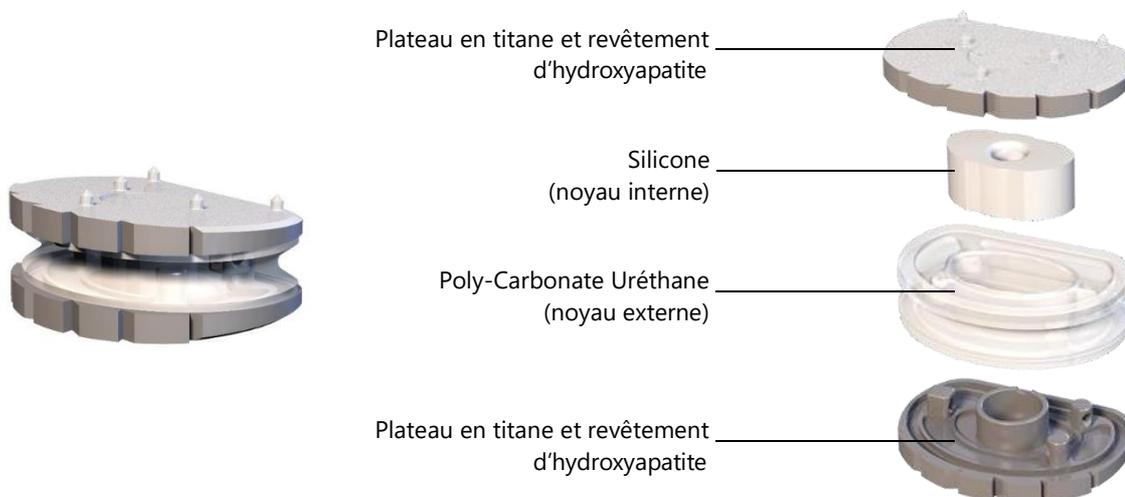 Plateau en titane et revêtement
d‘hydroxyapatite
Silicone
(noyau interne)
Poly-Carbonate Uréthane
(noyau externe)
Plateau en titane et revêtement
d‘hydroxyapatite